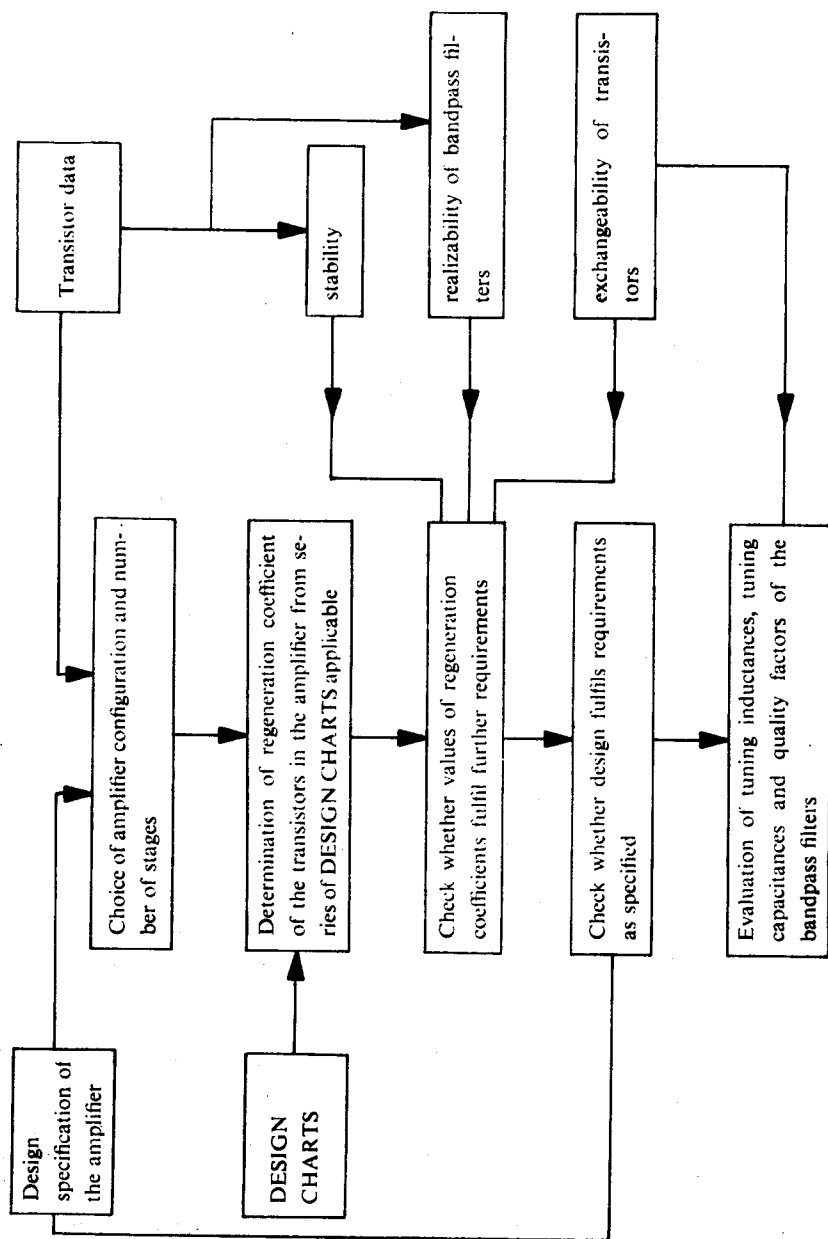 Design
specification of
the amplifier
Transistor data
Choice of amplifier configuration and num-
ber of stages
DESIGN
CHARTS
Determination of regeneration coefficient
of the transistors in the amplifier from se-
ries of DESIGN CHARTS applicable
stability
Check whether values of regeneration
coefficients fulfil further requirements
realizability of bandpass fil-
ters
Check whether design fulfils requirements
as specified
exchangeability of transis-
tors
Evaluation of tuning inductances, tuning
capacitances and quality factors of the
bandpass filters